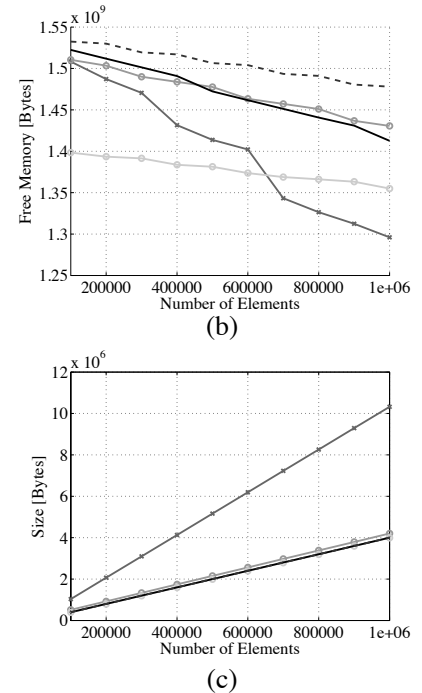 x 10^9
1.55
1.5
1.45
1.4
1.35
1.3
1.25
Free Memory [Bytes]
200000 400000 600000 800000 1e+06
Number of Elements
(b)
x 10^6
12
10
8
6
4
2
0
Size [Bytes]
200000 400000 600000 800000 1e+06
Number of Elements
(c)